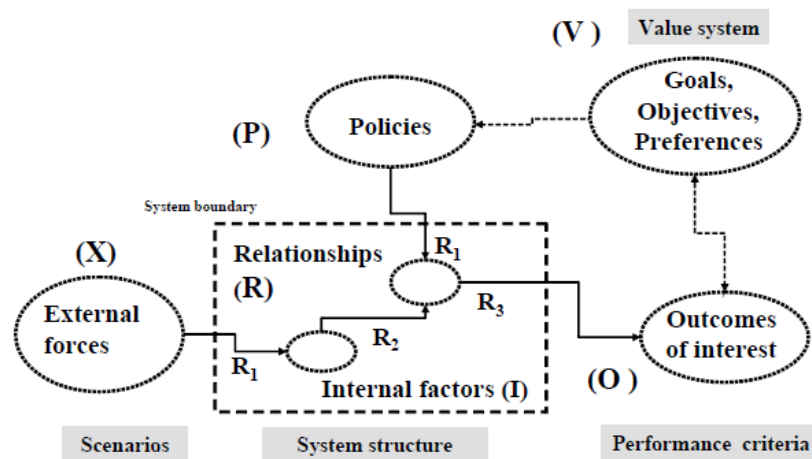 (V )
Value system
Goals,
Objectives,
Preferences
(P)
Policies
System boundary
(X)
Relationships
(R)
R1
External
forces
R1
R2
R3
Internal factors (I)
Outcomes
of interest
(O )
Scenarios
System structure
Performance criteria